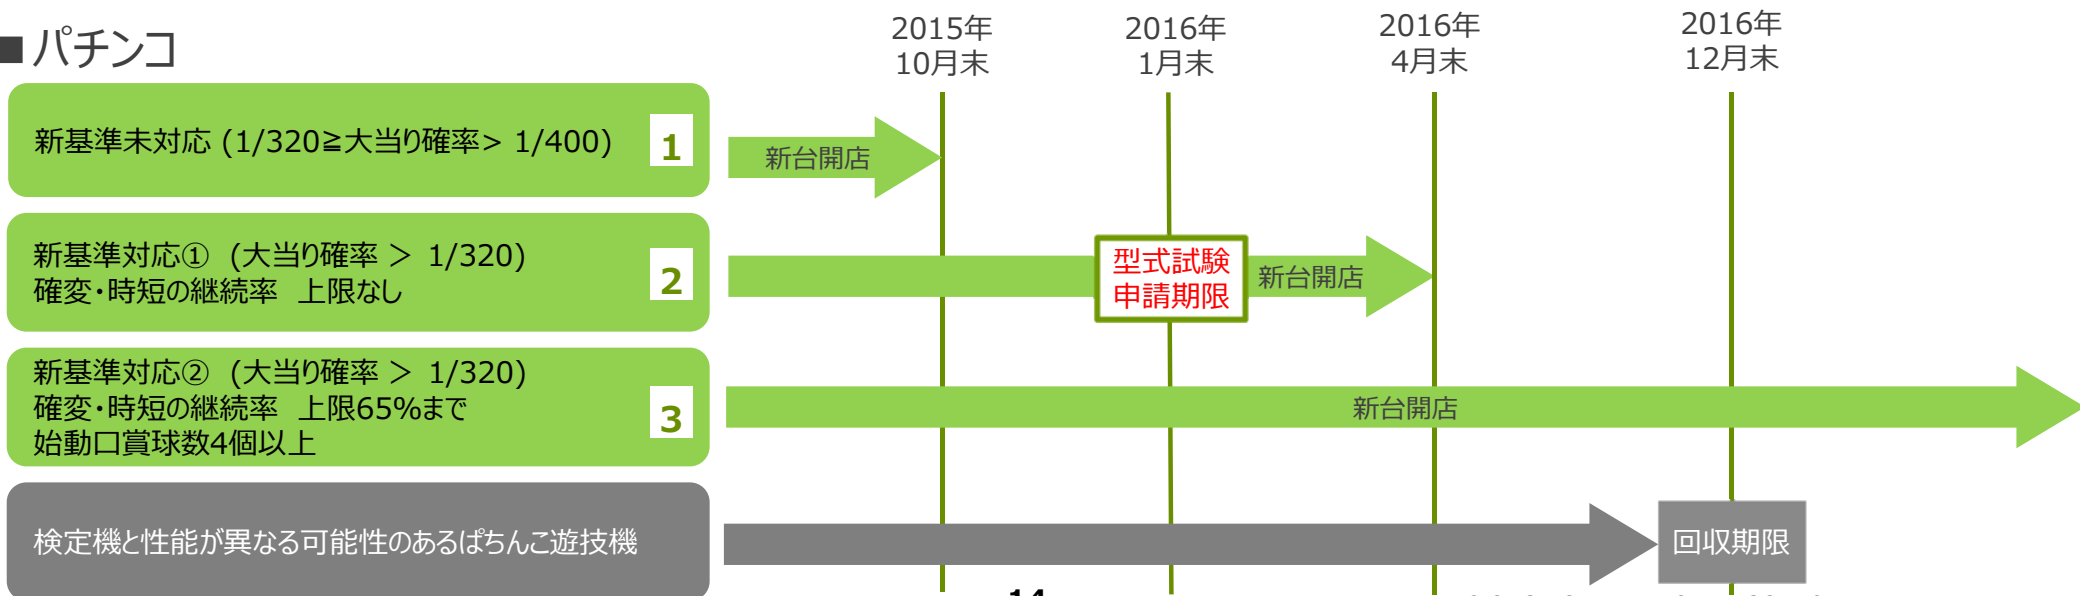 ■パチンコ
2015年
10月末
2016年
1月末
2016年
4月末
2016年
12月末
新基準未対応 (1/320≧大当り確率> 1/400)
1
新台開店
新基準対応① (大当り確率 ＞ 1/320)
確変・時短の継続率 上限なし
2
型式試験
申請期限
新台開店
新基準対応② (大当り確率 ＞ 1/320)
確変・時短の継続率 上限65%まで
始動口賞球数4個以上
3
新台開店
検定機と性能が異なる可能性のあるぱちんこ遊技機
回収期限
14